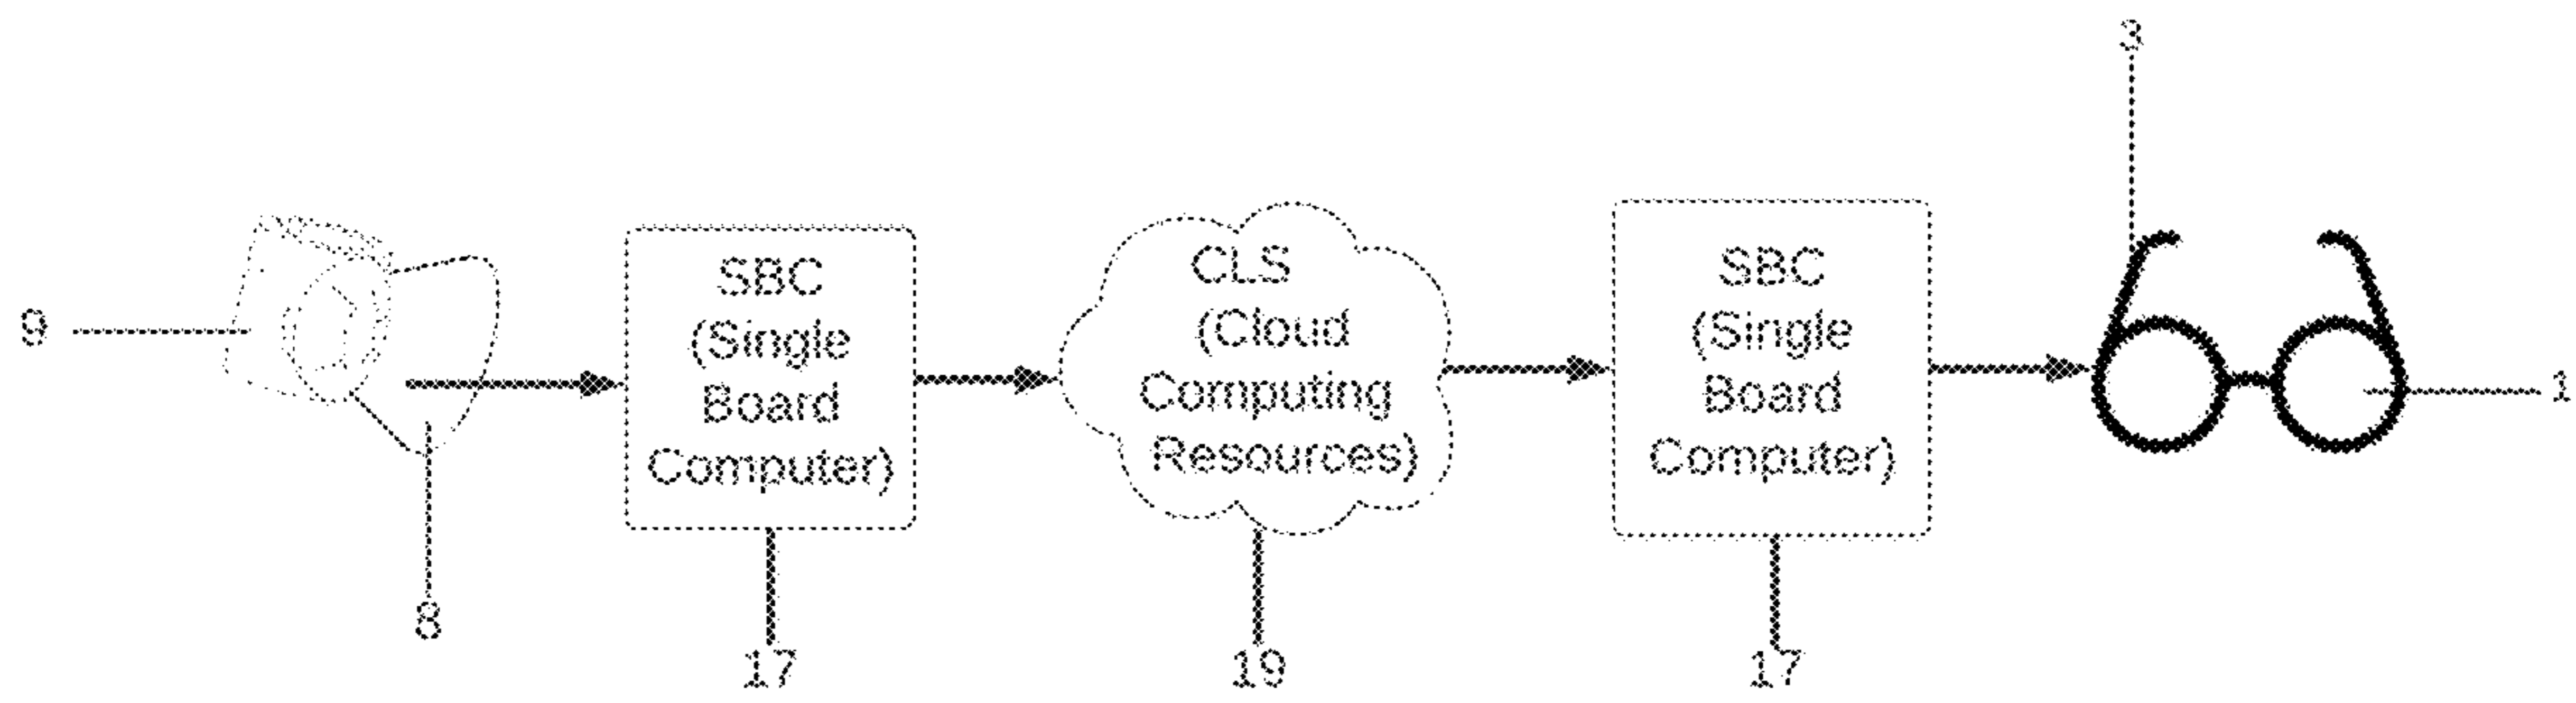 3
SBC
(Single
Board
Computer)
CLS
(Cloud
Computing
Resources)
SBC
(Single
Board
Computer)
9
1
8
17
19
17